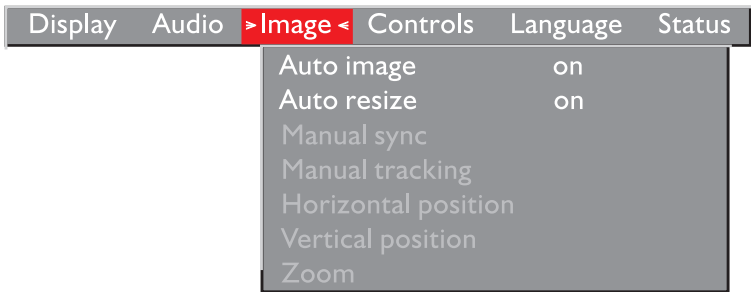 Display Audio >Image< Controls Language Status
Auto image on
Auto resize on
Manual sync
Manual tracking
Horizontal position
Vertical position
Zoom